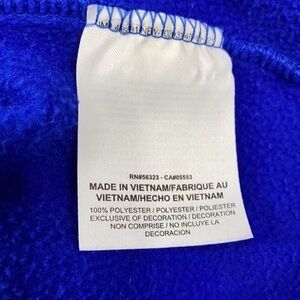 RN#56323 - CA#05553
MADE IN VIETNAM/FABRIQUE AU
VIETNAM/HECHO EN VIETNAM
100% POLYESTER / POLYESTER / POLIESTER
EXCLUSIVE OF DECORATION / DECORATION
NON COMPRISE / NO INCLUYE LA
DECORACIÓN